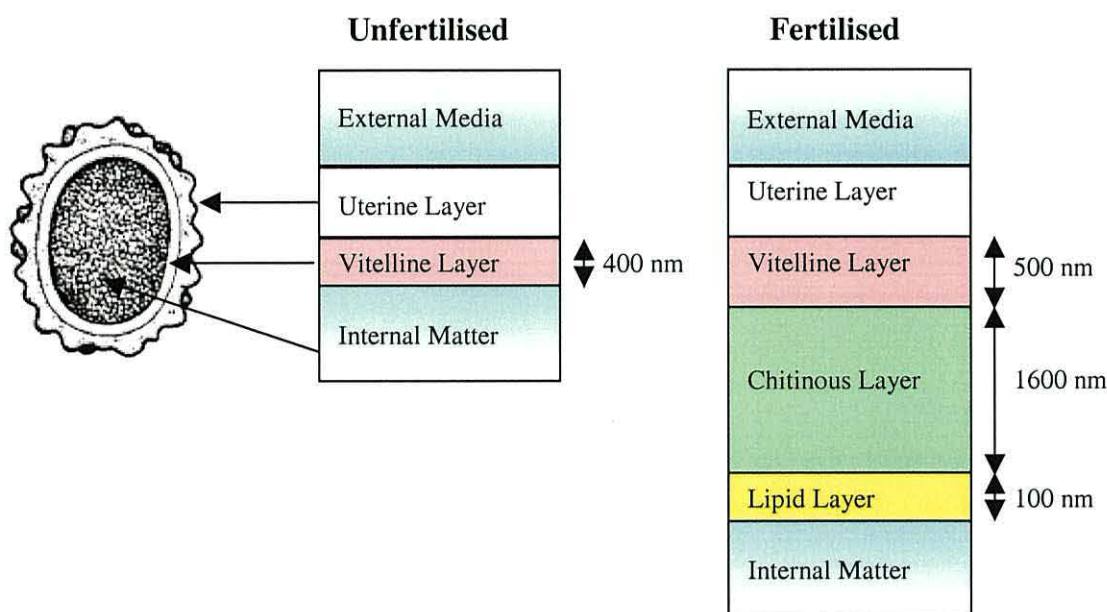 Unfertilised
External Media
Uterine Layer
Vitelline Layer
400 nm
Internal Matter
Fertilised
External Media
Uterine Layer
Vitelline Layer
500 nm
Chitinous Layer
1600 nm
Lipid Layer
100 nm
Internal Matter